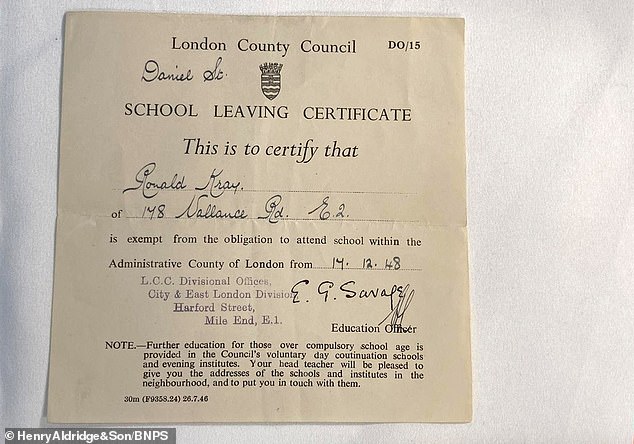 London County Council DO/15
Daniel St.
SCHOOL LEAVING CERTIFICATE
This is to certify that
Ronald Kray.
of 178 Vallance Rd. E.2.
is exempt from the obligation to attend school within the
Administrative County of London from 17.12.48
L.C.C. Divisional Offices,
City & East London Division
Harford Street,
Mile End, E.1.
E. G. Savage
Education Officer
NOTE.—Further education for those over compulsory school age is
provided in the Council's voluntary day continuation schools
and evening institutes. Your head teacher will be pleased to
give you the addresses of the schools and institutes in the
neighbourhood, and to put you in touch with them.
30m (F9358.24) 26.7.46
© HenryAldridge&Son/BNPS